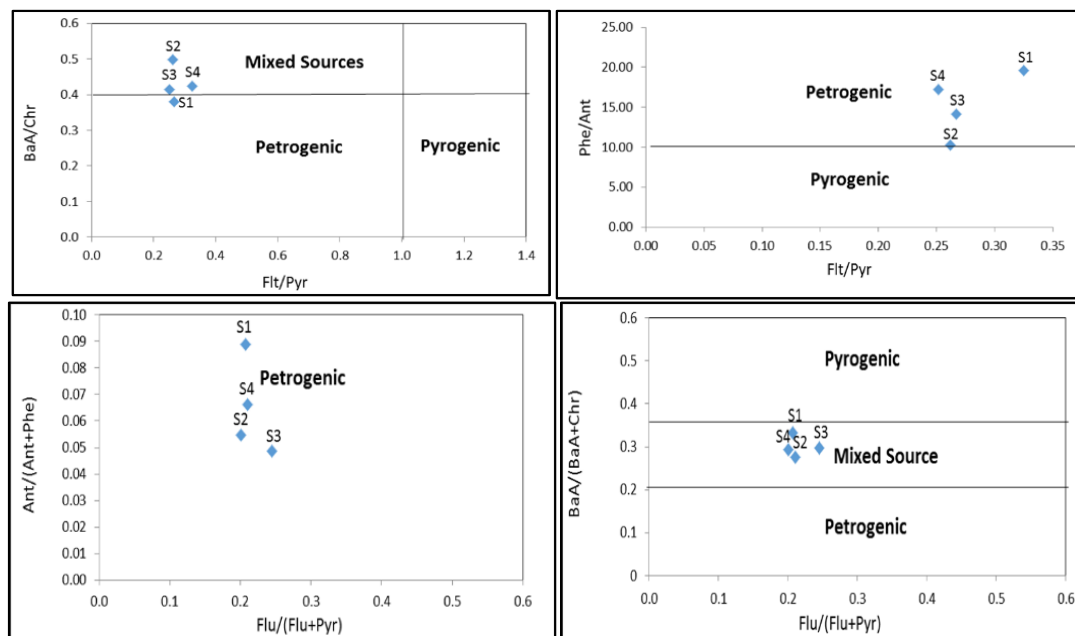 0.6
0.5
0.4
0.3
0.2
0.1
0.0
BaA/Chr
S2
S3
S4
S1
Mixed Sources
Petrogenic
Pyrogenic
0.0 0.2 0.4 0.6 0.8 1.0 1.2 1.4
Flt/Pyr
25.00
20.00
15.00
10.00
5.00
0.00
Phe/Ant
S1
S4
Petrogenic
S3
S2
Pyrogenic
0.00 0.05 0.10 0.15 0.20 0.25 0.30 0.35
Flt/Pyr
0.10
0.09
0.08
0.07
0.06
0.05
0.04
0.03
0.02
0.01
0.00
Ant/(Ant+Phe)
S1
Petrogenic
S4
S2
S3
0.0 0.1 0.2 0.3 0.4 0.5 0.6
Flu/(Flu+Pyr)
0.6
0.5
0.4
0.3
0.2
0.1
0
BaA/(BaA+Chr)
Pyrogenic
S1
S4
S2
S3
Mixed Source
Petrogenic
0.0 0.1 0.2 0.3 0.4 0.5 0.6
Flu/(Flu+Pyr)